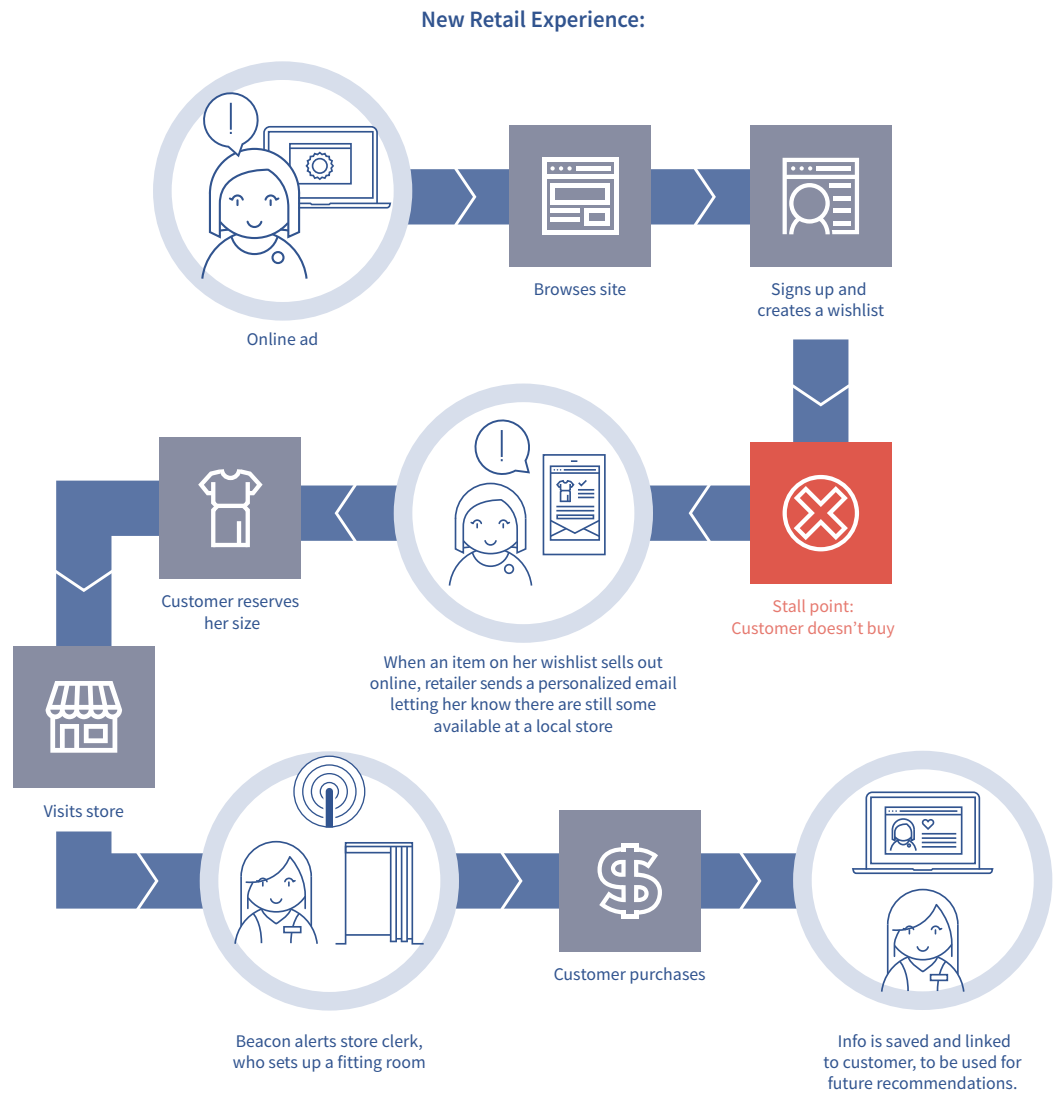 New Retail Experience:
Online ad
Browses site
Signs up and
creates a wishlist
Stall point:
Customer doesn’t buy
When an item on her wishlist sells out
online, retailer sends a personalized email
letting her know there are still some
available at a local store
Customer reserves
her size
Visits store
Beacon alerts store clerk,
who sets up a fitting room
Customer purchases
Info is saved and linked
to customer, to be used for
future recommendations.